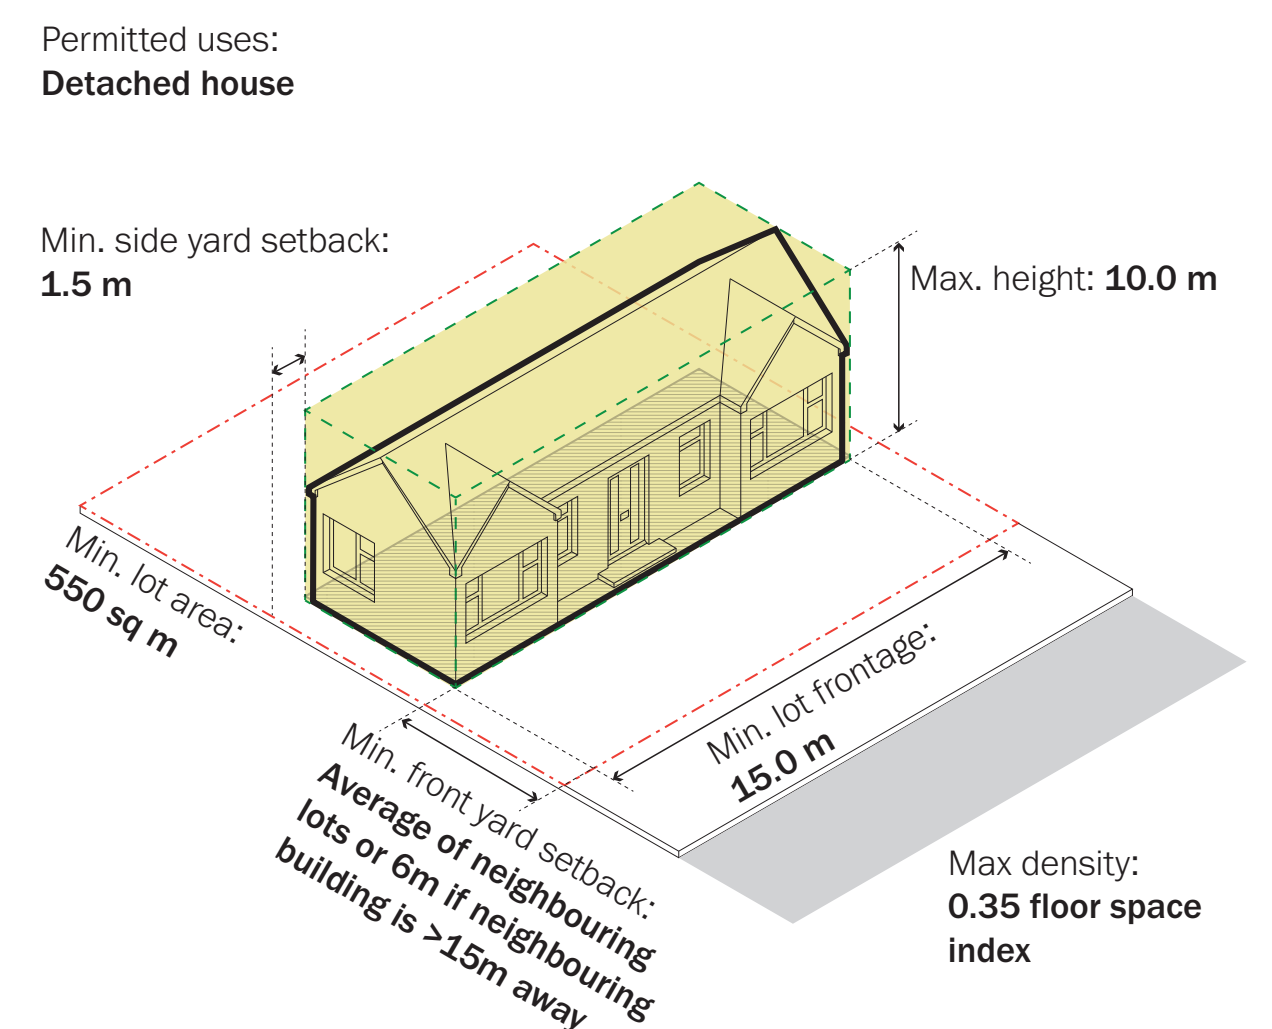 Permitted uses:
Detached house
Min. side yard setback:
1.5 m
Max. height: 10.0 m
Min. lot area:
550 sq m
Min. lot frontage:
15.0 m
Min. front yard setback:
Average of neighbouring
lots or 6m if neighbouring
building is >15m away
Max density:
0.35 floor space
index